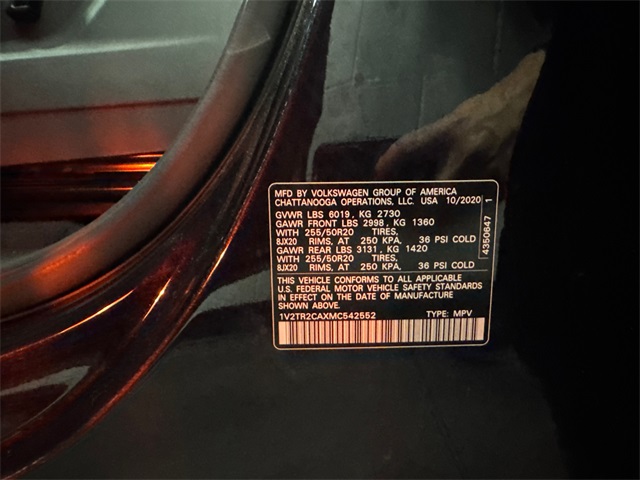 MFD BY VOLKSWAGEN GROUP OF AMERICA
CHATTANOOGA OPERATIONS, LLC. USA 10/2020
GVWR LBS 6019, KG 2730
GAWR FRONT LBS 2998, KG 1360
WITH 255/50R20 TIRES,
8JX20 RIMS, AT 250 KPA, 36 PSI COLD
GAWR REAR LBS 3131, KG 1420
WITH 255/50R20 TIRES,
8JX20 RIMS, AT 250 KPA, 36 PSI COLD
THIS VEHICLE CONFORMS TO ALL APPLICABLE
U.S. FEDERAL MOTOR VEHICLE SAFETY STANDARDS
IN EFFECT ON THE DATE OF MANUFACTURE
SHOWN ABOVE.
1V2TR2CAXMC542552 TYPE: MPV
4350647 1